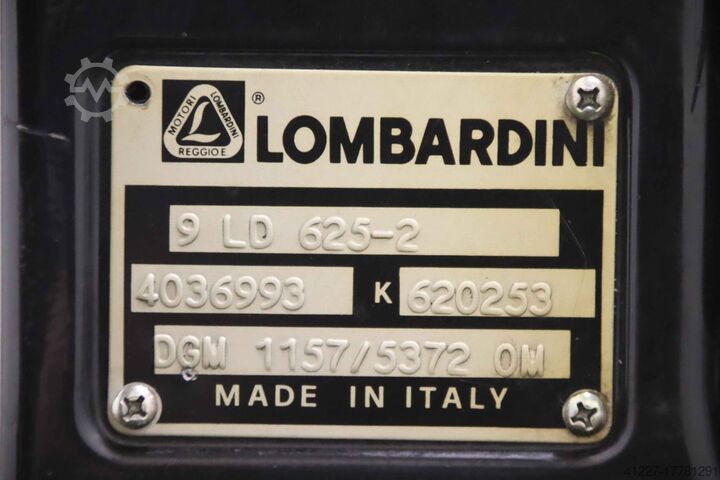 MOTORI LOMBARDINI
REGGIO E
® LOMBARDINI
9 LD 625-2
4036993 K 620253
DGM 1157/5372 OM
MADE IN ITALY
41227-17781291